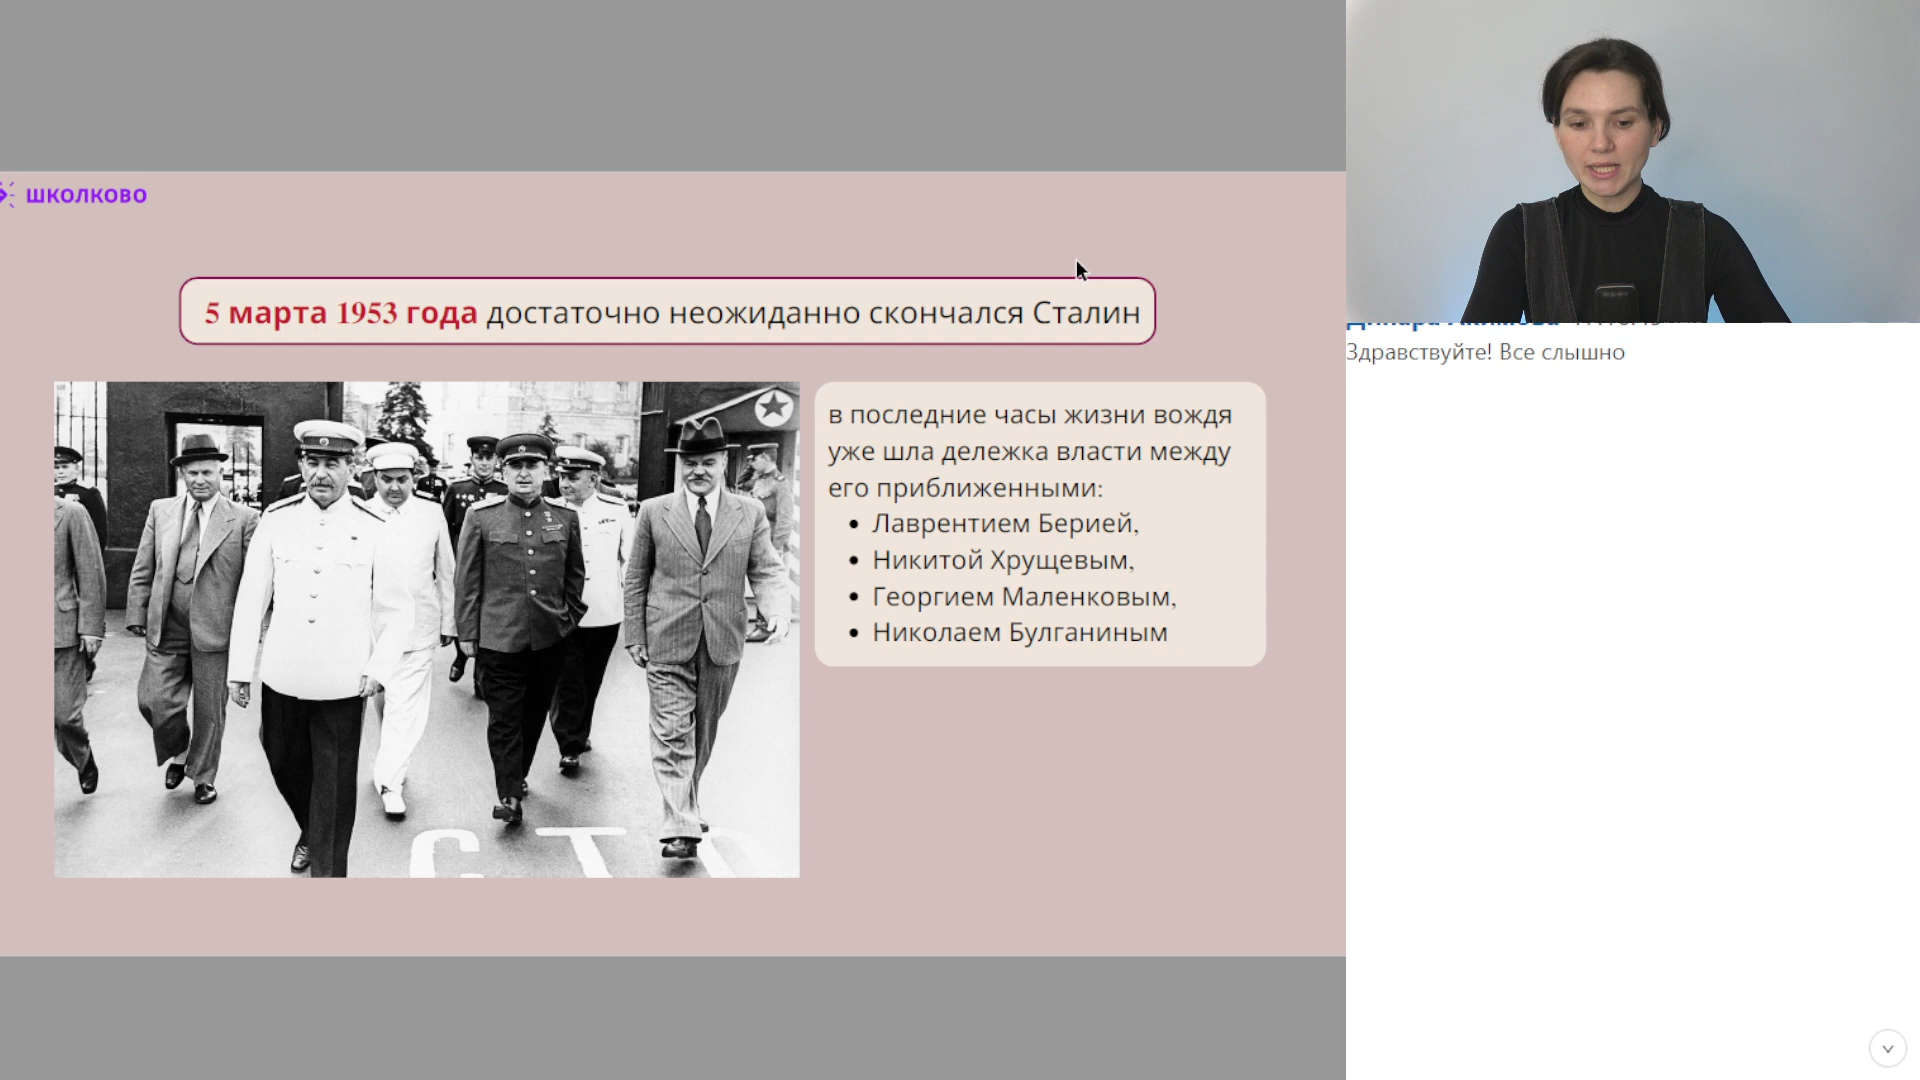 ШКОЛКОВО
5 марта 1953 года достаточно неожиданно скончался Сталин
в последние часы жизни вождя
уже шла дележка власти между
его приближенными:
• Лаврентием Берией,
• Никитой Хрущевым,
• Георгием Маленковым,
• Николаем Булганиным
СТО
Здравствуйте! Все слышно